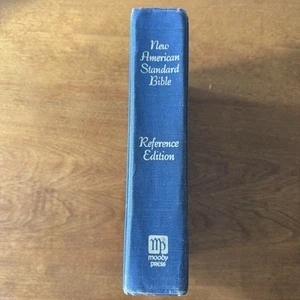 New
American
Standard
Bible
Reference
Edition
mp
moody
press